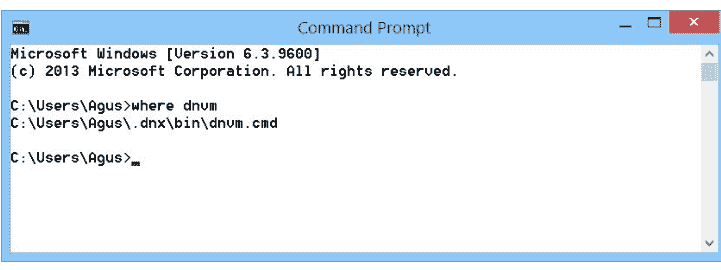 Command Prompt
Microsoft Windows [Version 6.3.9600]
(c) 2013 Microsoft Corporation. All rights reserved.
C:\Users\Agus>where dnvm
C:\Users\Agus\.dnx\bin\dnvm.cmd
C:\Users\Agus>_